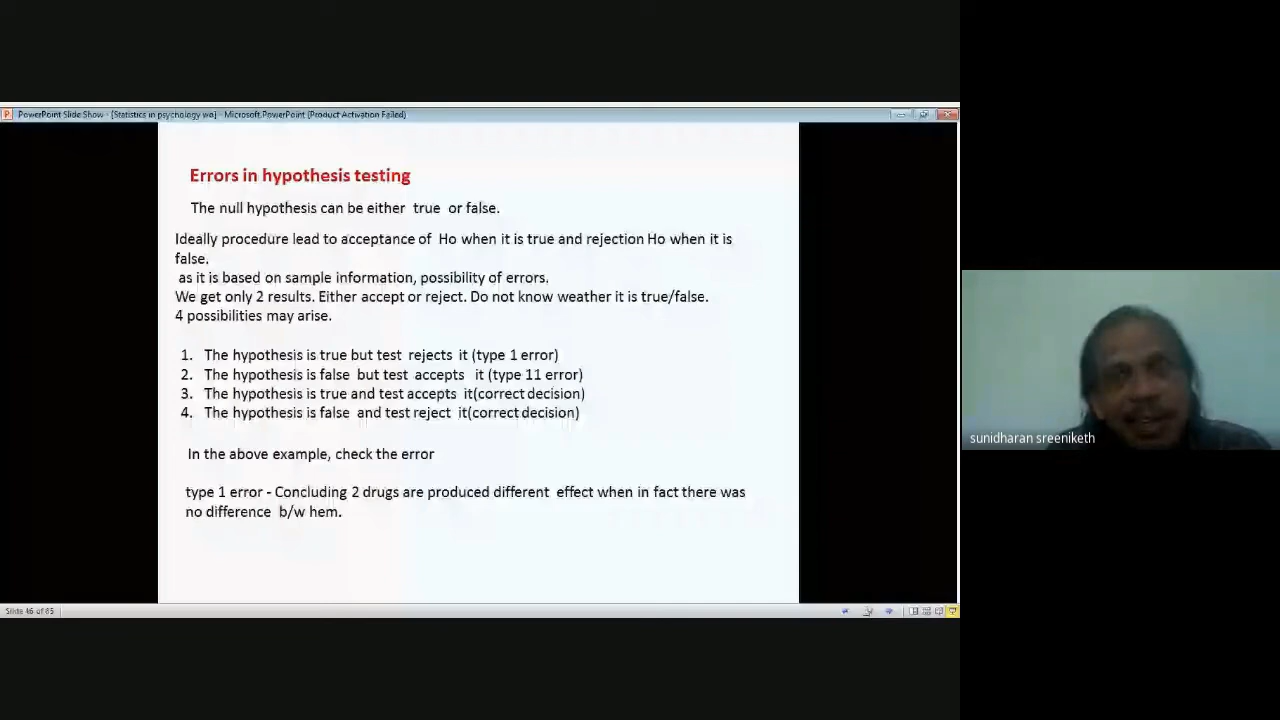 PowerPoint Slide Show - [Statistics in psychology wo] - Microsoft PowerPoint (Product Activation Failed)
Errors in hypothesis testing
The null hypothesis can be either true or false.
Ideally procedure lead to acceptance of Ho when it is true and rejection Ho when it is
false.
as it is based on sample information, possibility of errors.
We get only 2 results. Either accept or reject. Do not know weather it is true/false.
4 possibilities may arise.
1. The hypothesis is true but test rejects it (type 1 error)
2. The hypothesis is false but test accepts it (type 11 error)
3. The hypothesis is true and test accepts it(correct decision)
4. The hypothesis is false and test reject it(correct decision)
In the above example, check the error
type 1 error - Concluding 2 drugs are produced different effect when in fact there was
no difference b/w hem.
sunidharan sreeniketh
Slide 46 of 65